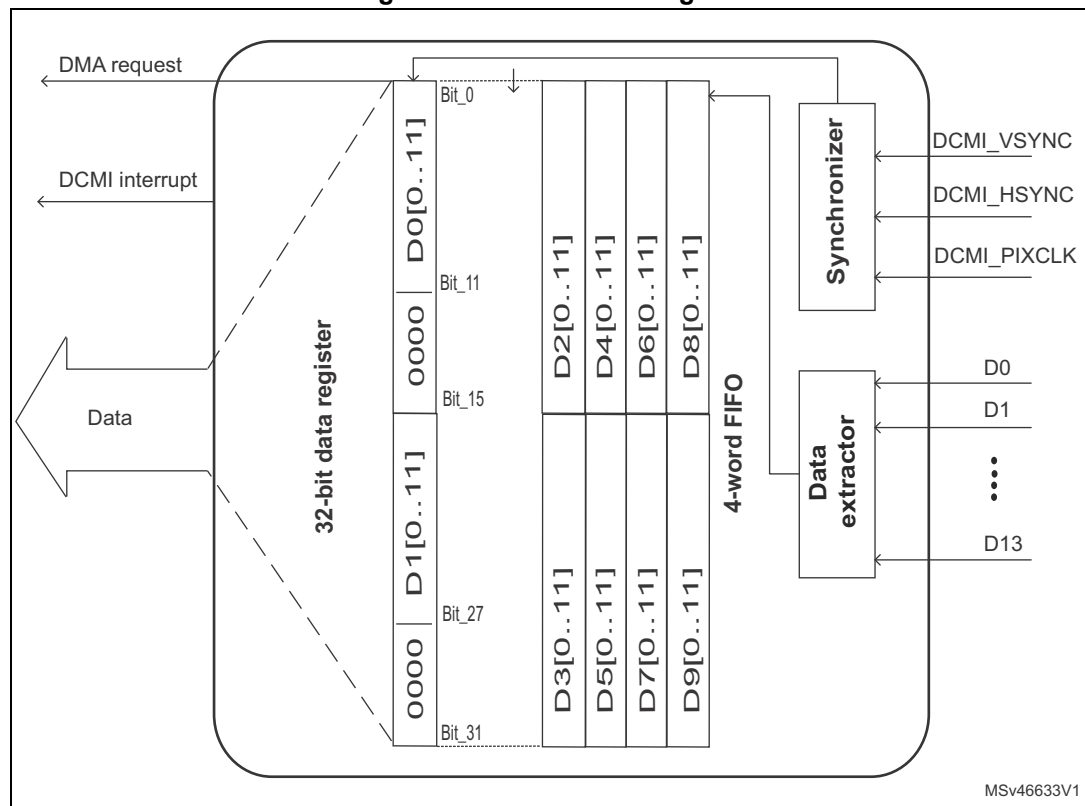 DMA request
DCMI interrupt
Data
32-bit data register
Bit_0
D0[0..11]
Bit_11
0000
Bit_15
D1[0..11]
Bit_27
0000
Bit_31
D2[0..11]
D4[0..11]
D6[0..11]
D8[0..11]
D3[0..11]
D5[0..11]
D7[0..11]
D9[0..11]
4-word FIFO
Synchronizer
DCMI_VSYNC
DCMI_HSYNC
DCMI_PIXCLK
Data
extractor
D0
D1
D13
MSv46633V1